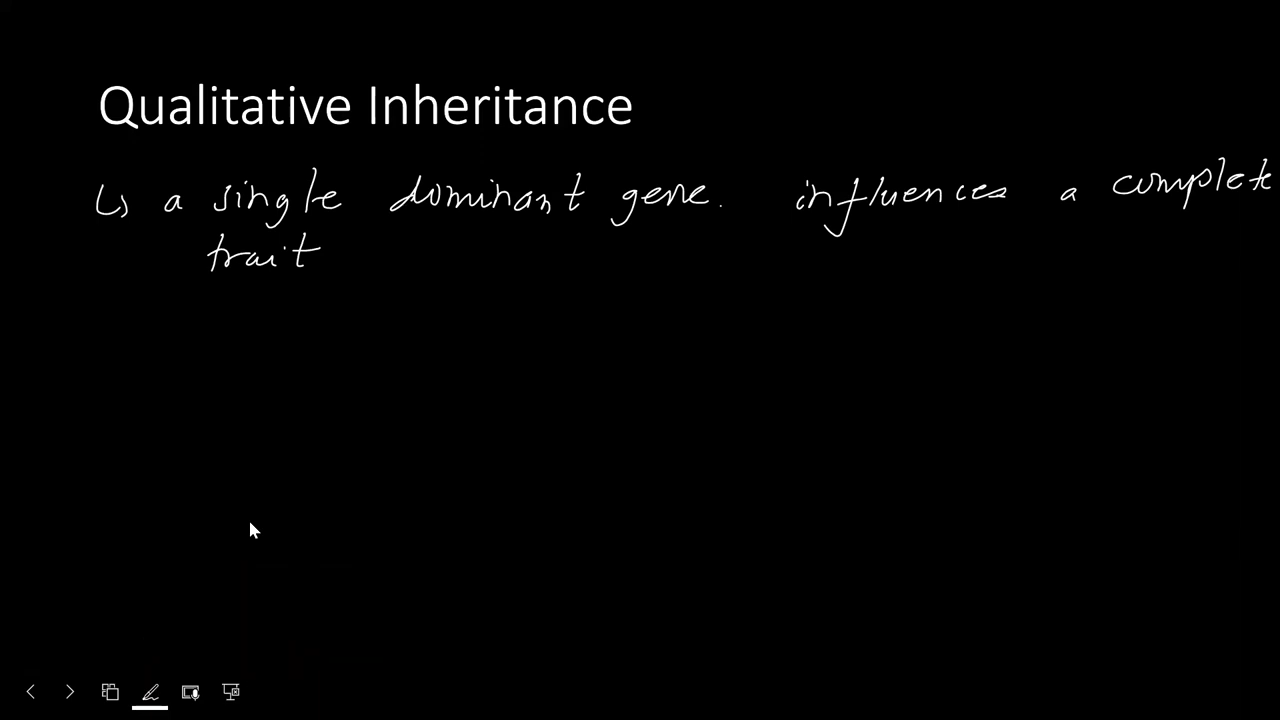 Qualitative Inheritance
↳ a single dominant gene. influences a complete
trait